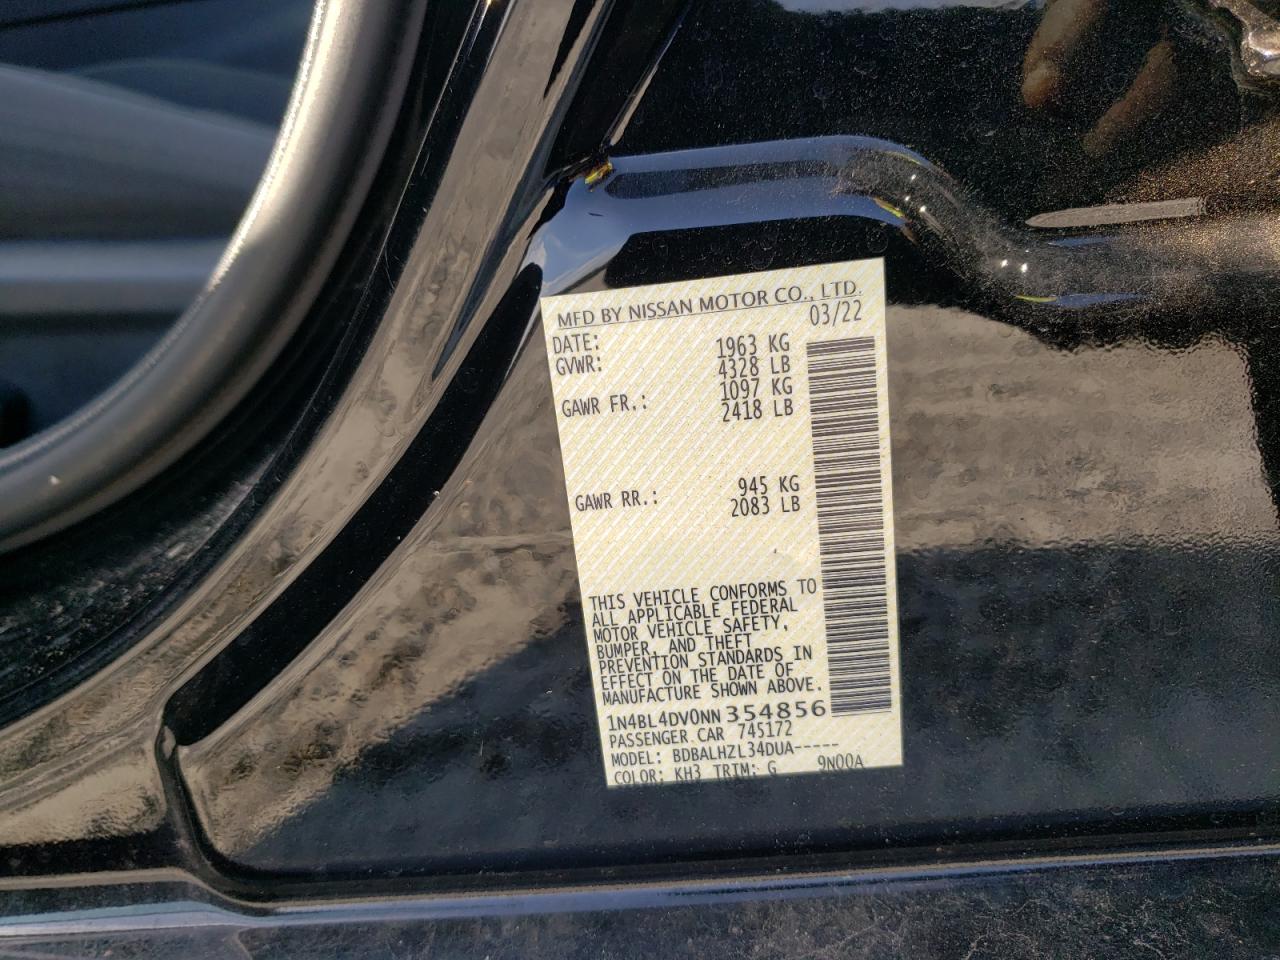 MFD BY NISSAN MOTOR CO., LTD.
DATE: 03/22
GVWR: 1963 KG
4328 LB
GAWR FR.: 1097 KG
2418 LB
GAWR RR.: 945 KG
2083 LB
THIS VEHICLE CONFORMS TO
ALL APPLICABLE FEDERAL
MOTOR VEHICLE SAFETY,
BUMPER, AND THEFT
PREVENTION STANDARDS IN
EFFECT ON THE DATE OF
MANUFACTURE SHOWN ABOVE.
1N4BL4DV0NN354856
PASSENGER CAR 745172
MODEL: BDBALHZL34DUA-----
COLOR: KH3 TRIM: G 9N00A